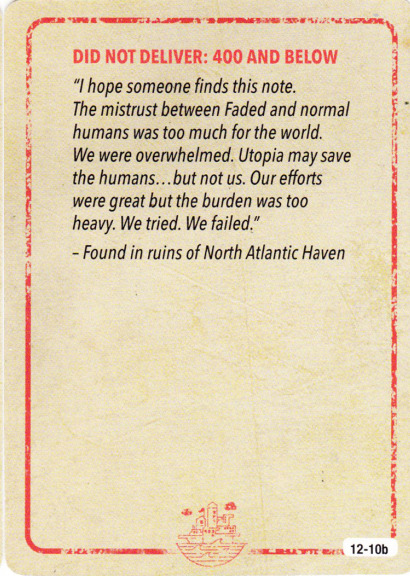 DID NOT DELIVER: 400 AND BELOW
“I hope someone finds this note.
The mistrust between Faded and normal
humans was too much for the world.
We were overwhelmed. Utopia may save
the humans…but not us. Our efforts
were great but the burden was too
heavy. We tried. We failed.”
– Found in ruins of North Atlantic Haven
12-10b